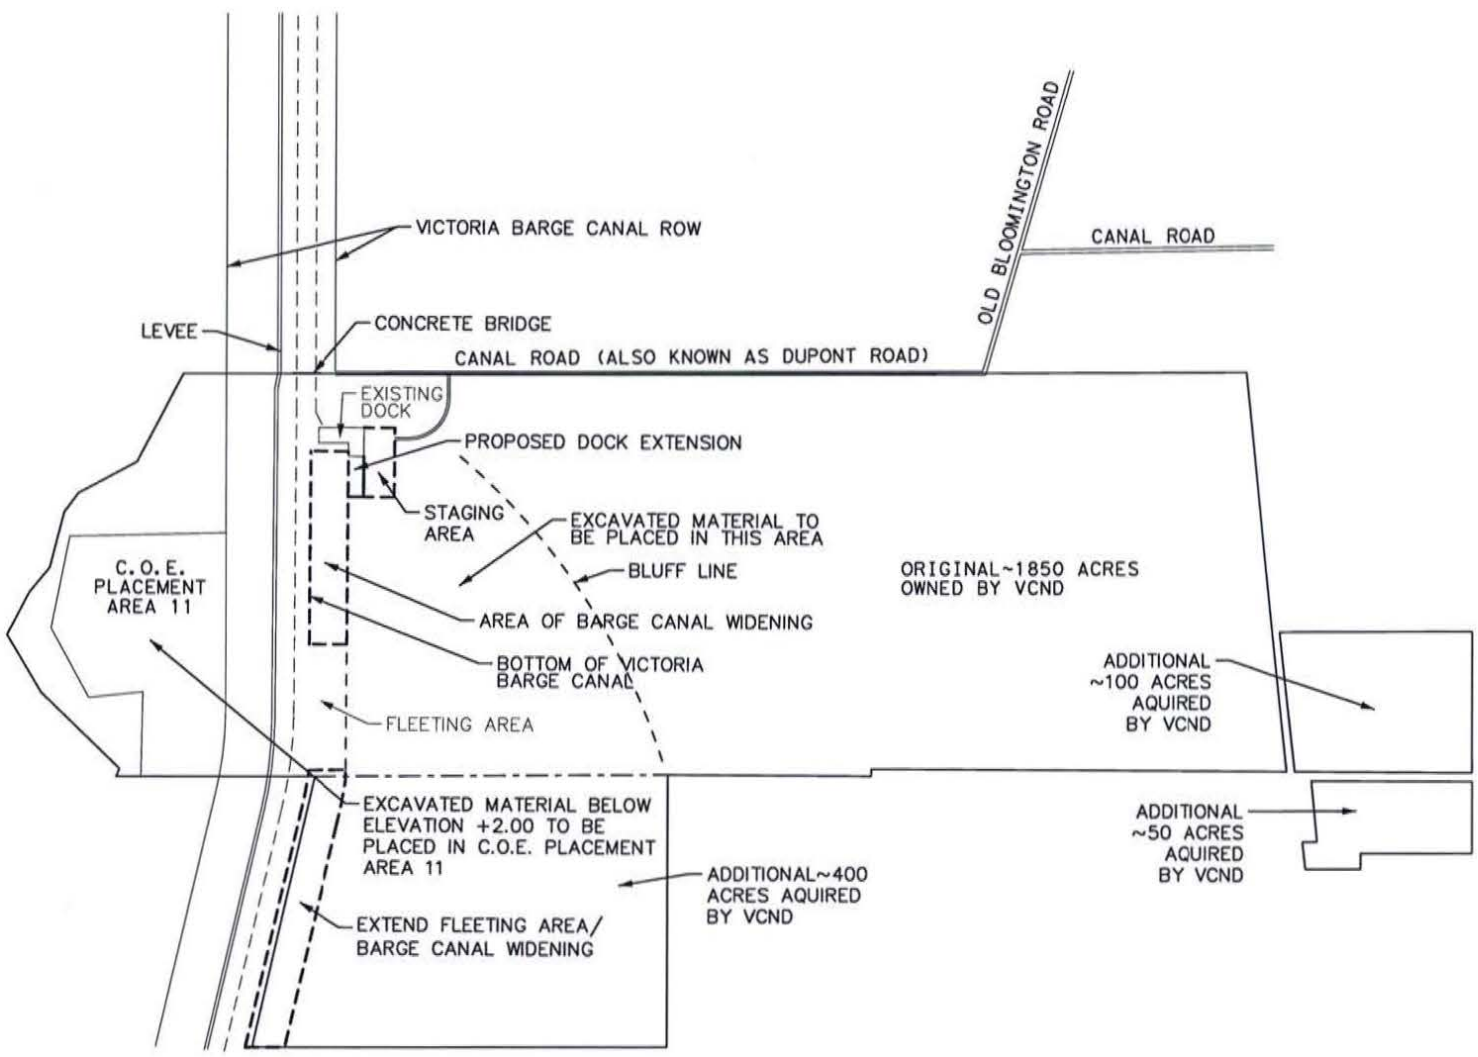 OLD BLOOMINGTON ROAD
VICTORIA BARGE CANAL ROW
CANAL ROAD
LEVEE
CONCRETE BRIDGE
CANAL ROAD (ALSO KNOWN AS DUPONT ROAD)
EXISTING
DOCK
PROPOSED DOCK EXTENSION
STAGING
AREA
EXCAVATED MATERIAL TO
BE PLACED IN THIS AREA
BLUFF LINE
C.O.E.
PLACEMENT
AREA 11
ORIGINAL~1850 ACRES
OWNED BY VCND
AREA OF BARGE CANAL WIDENING
BOTTOM OF VICTORIA
BARGE CANAL
FLEETING AREA
ADDITIONAL
~100 ACRES
AQUIRED
BY VCND
EXCAVATED MATERIAL BELOW
ELEVATION +2.00 TO BE
PLACED IN C.O.E. PLACEMENT
AREA 11
ADDITIONAL
~50 ACRES
AQUIRED
BY VCND
ADDITIONAL~400
ACRES AQUIRED
BY VCND
EXTEND FLEETING AREA/
BARGE CANAL WIDENING